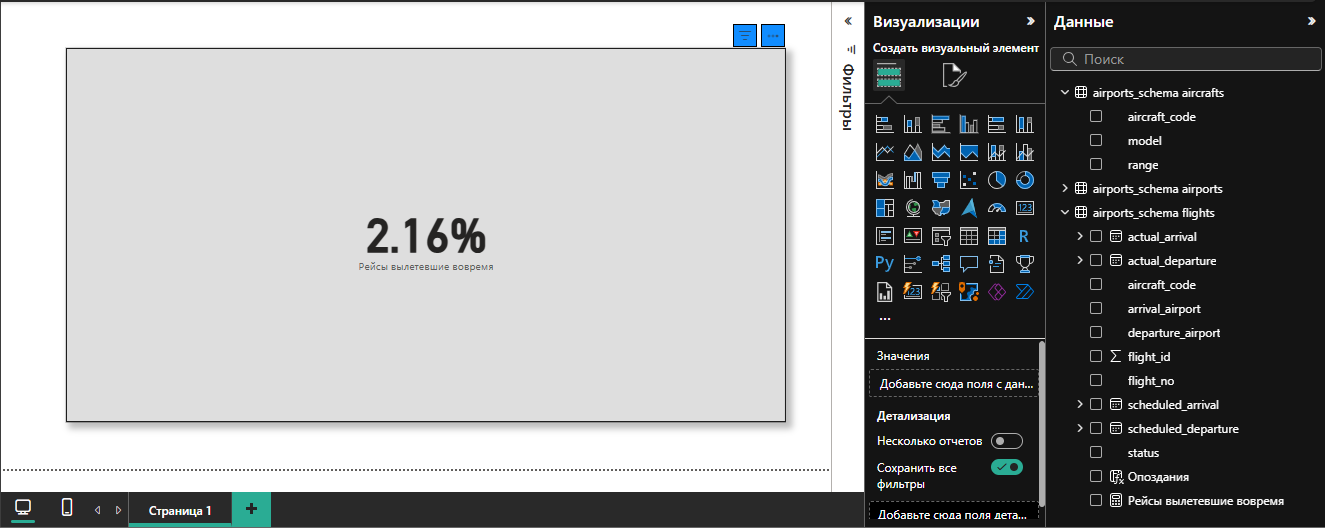 2.16%
Рейсы вылетевшие вовремя
Фильтры
Визуализации
Создать визуальный элемент
123
R
Py
123
...
Значения
Добавьте сюда поля с дан...
Детализация
Несколько отчетов
Сохранить все
фильтры
Добавьте сюда поля дета...
Данные
Поиск
airports_schema aircrafts
aircraft_code
model
range
airports_schema airports
airports_schema flights
actual_arrival
actual_departure
aircraft_code
arrival_airport
departure_airport
flight_id
flight_no
scheduled_arrival
scheduled_departure
status
Опоздания
Рейсы вылетевшие вовремя
Страница 1